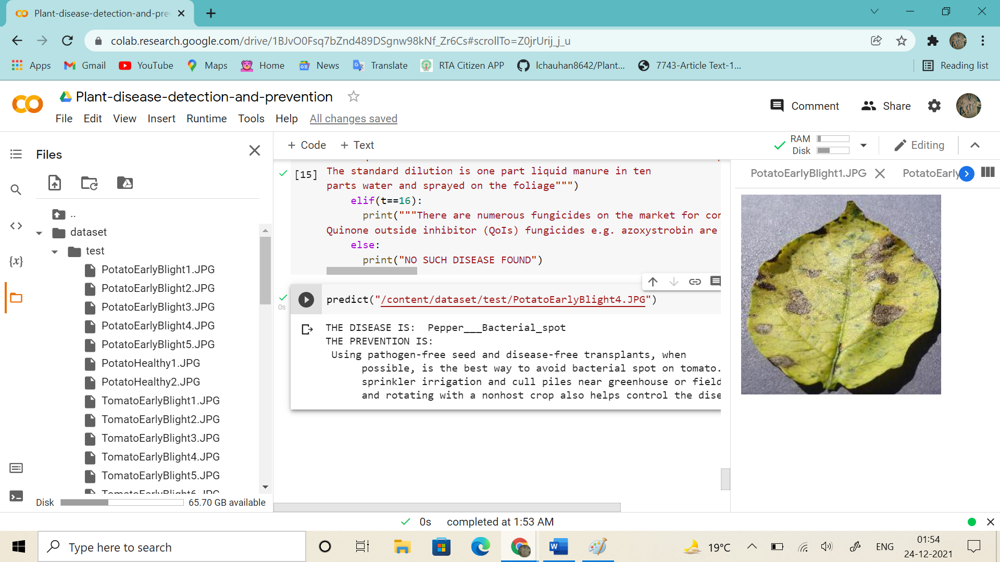 Plant-disease-detection-and-pre
colab.research.google.com/drive/1BJvO0Fsq7bZnd489DSgnw98kNf_Zr6Cs#scrollTo=Z0jrUrij_j_u
Apps
Gmail
YouTube
Maps
Home
News
Translate
RTA Citizen APP
lchauhan8642/Plant...
7743-Article Text-1...
Reading list
Plant-disease-detection-and-prevention
File Edit View Insert Runtime Tools Help All changes saved
Comment
Share
Files
+ Code + Text
RAM
Disk
Editing
..
dataset
test
PotatoEarlyBlight1.JPG
PotatoEarlyBlight2.JPG
PotatoEarlyBlight3.JPG
PotatoEarlyBlight4.JPG
PotatoEarlyBlight5.JPG
PotatoHealthy1.JPG
PotatoHealthy2.JPG
TomatoEarlyBlight1.JPG
TomatoEarlyBlight2.JPG
TomatoEarlyBlight3.JPG
TomatoEarlyBlight4.JPG
TomatoEarlyBlight5.JPG
TomatoEarlyBlight6.JPG
Disk
65.70 GB available
[15]
The standard dilution is one part liquid manure in ten
parts water and sprayed on the foliage""")
elif(t==16):
print("""There are numerous fungicides on the market for con
Quinone outside inhibitor (QoIs) fungicides e.g. azoxystrobin are
else:
print("NO SUCH DISEASE FOUND")
0s
predict("/content/dataset/test/PotatoEarlyBlight4.JPG")
THE DISEASE IS:  Pepper___Bacterial_spot
THE PREVENTION IS:
Using pathogen-free seed and disease-free transplants, when
possible, is the best way to avoid bacterial spot on tomato.
sprinkler irrigation and cull piles near greenhouse or field
and rotating with a nonhost crop also helps control the dise
PotatoEarlyBlight1.JPG
PotatoEarly
0s completed at 1:53 AM
Type here to search
19°C
ENG
01:54
24-12-2021